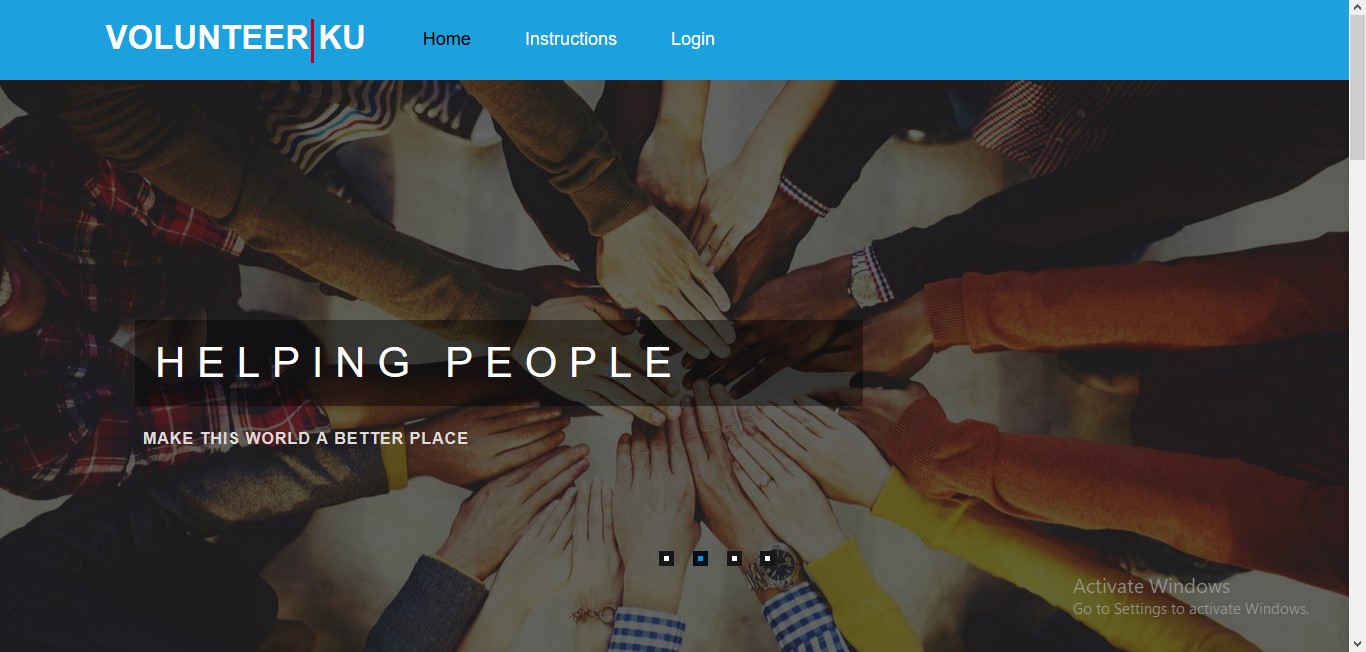 VOLUNTEER|KU
Home
Instructions
Login
HELPING PEOPLE
MAKE THIS WORLD A BETTER PLACE
Activate Windows
Go to Settings to activate Windows.